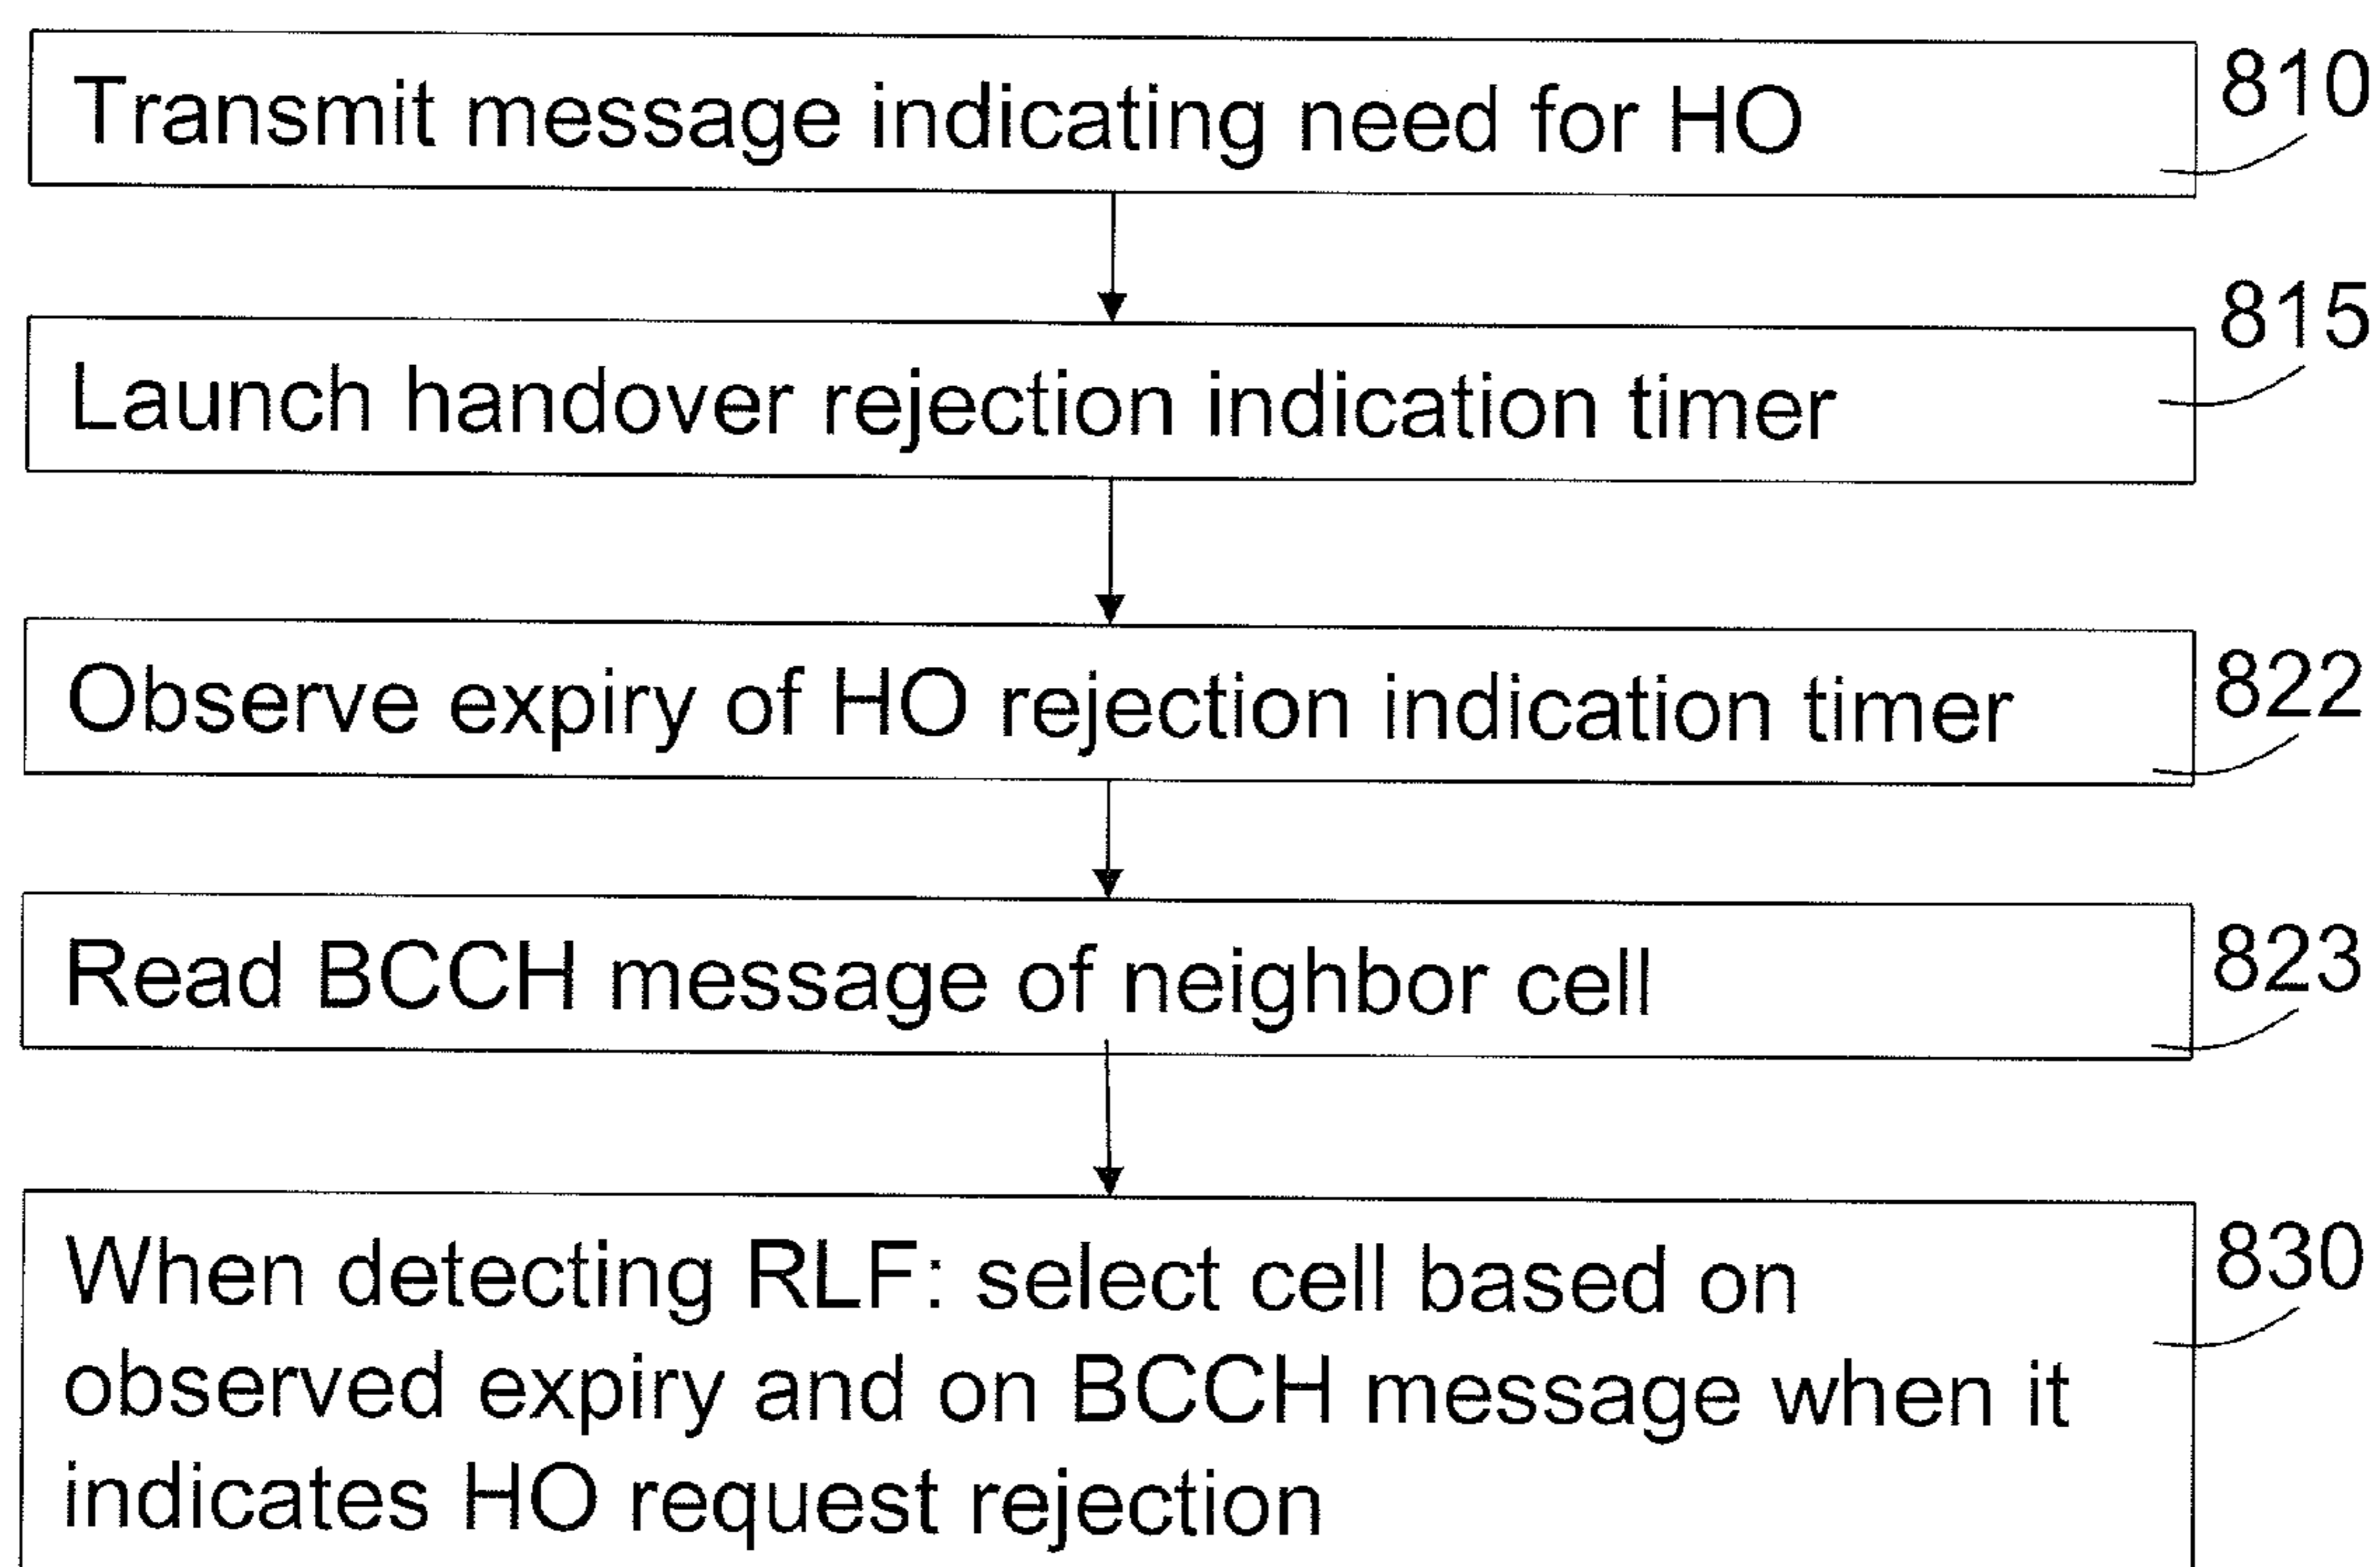 Transmit message indicating need for HO
810
Launch handover rejection indication timer
815
Observe expiry of HO rejection indication timer
822
Read BCCH message of neighbor cell
823
When detecting RLF: select cell based on
830
observed expiry and on BCCH message when it
indicates HO request rejection